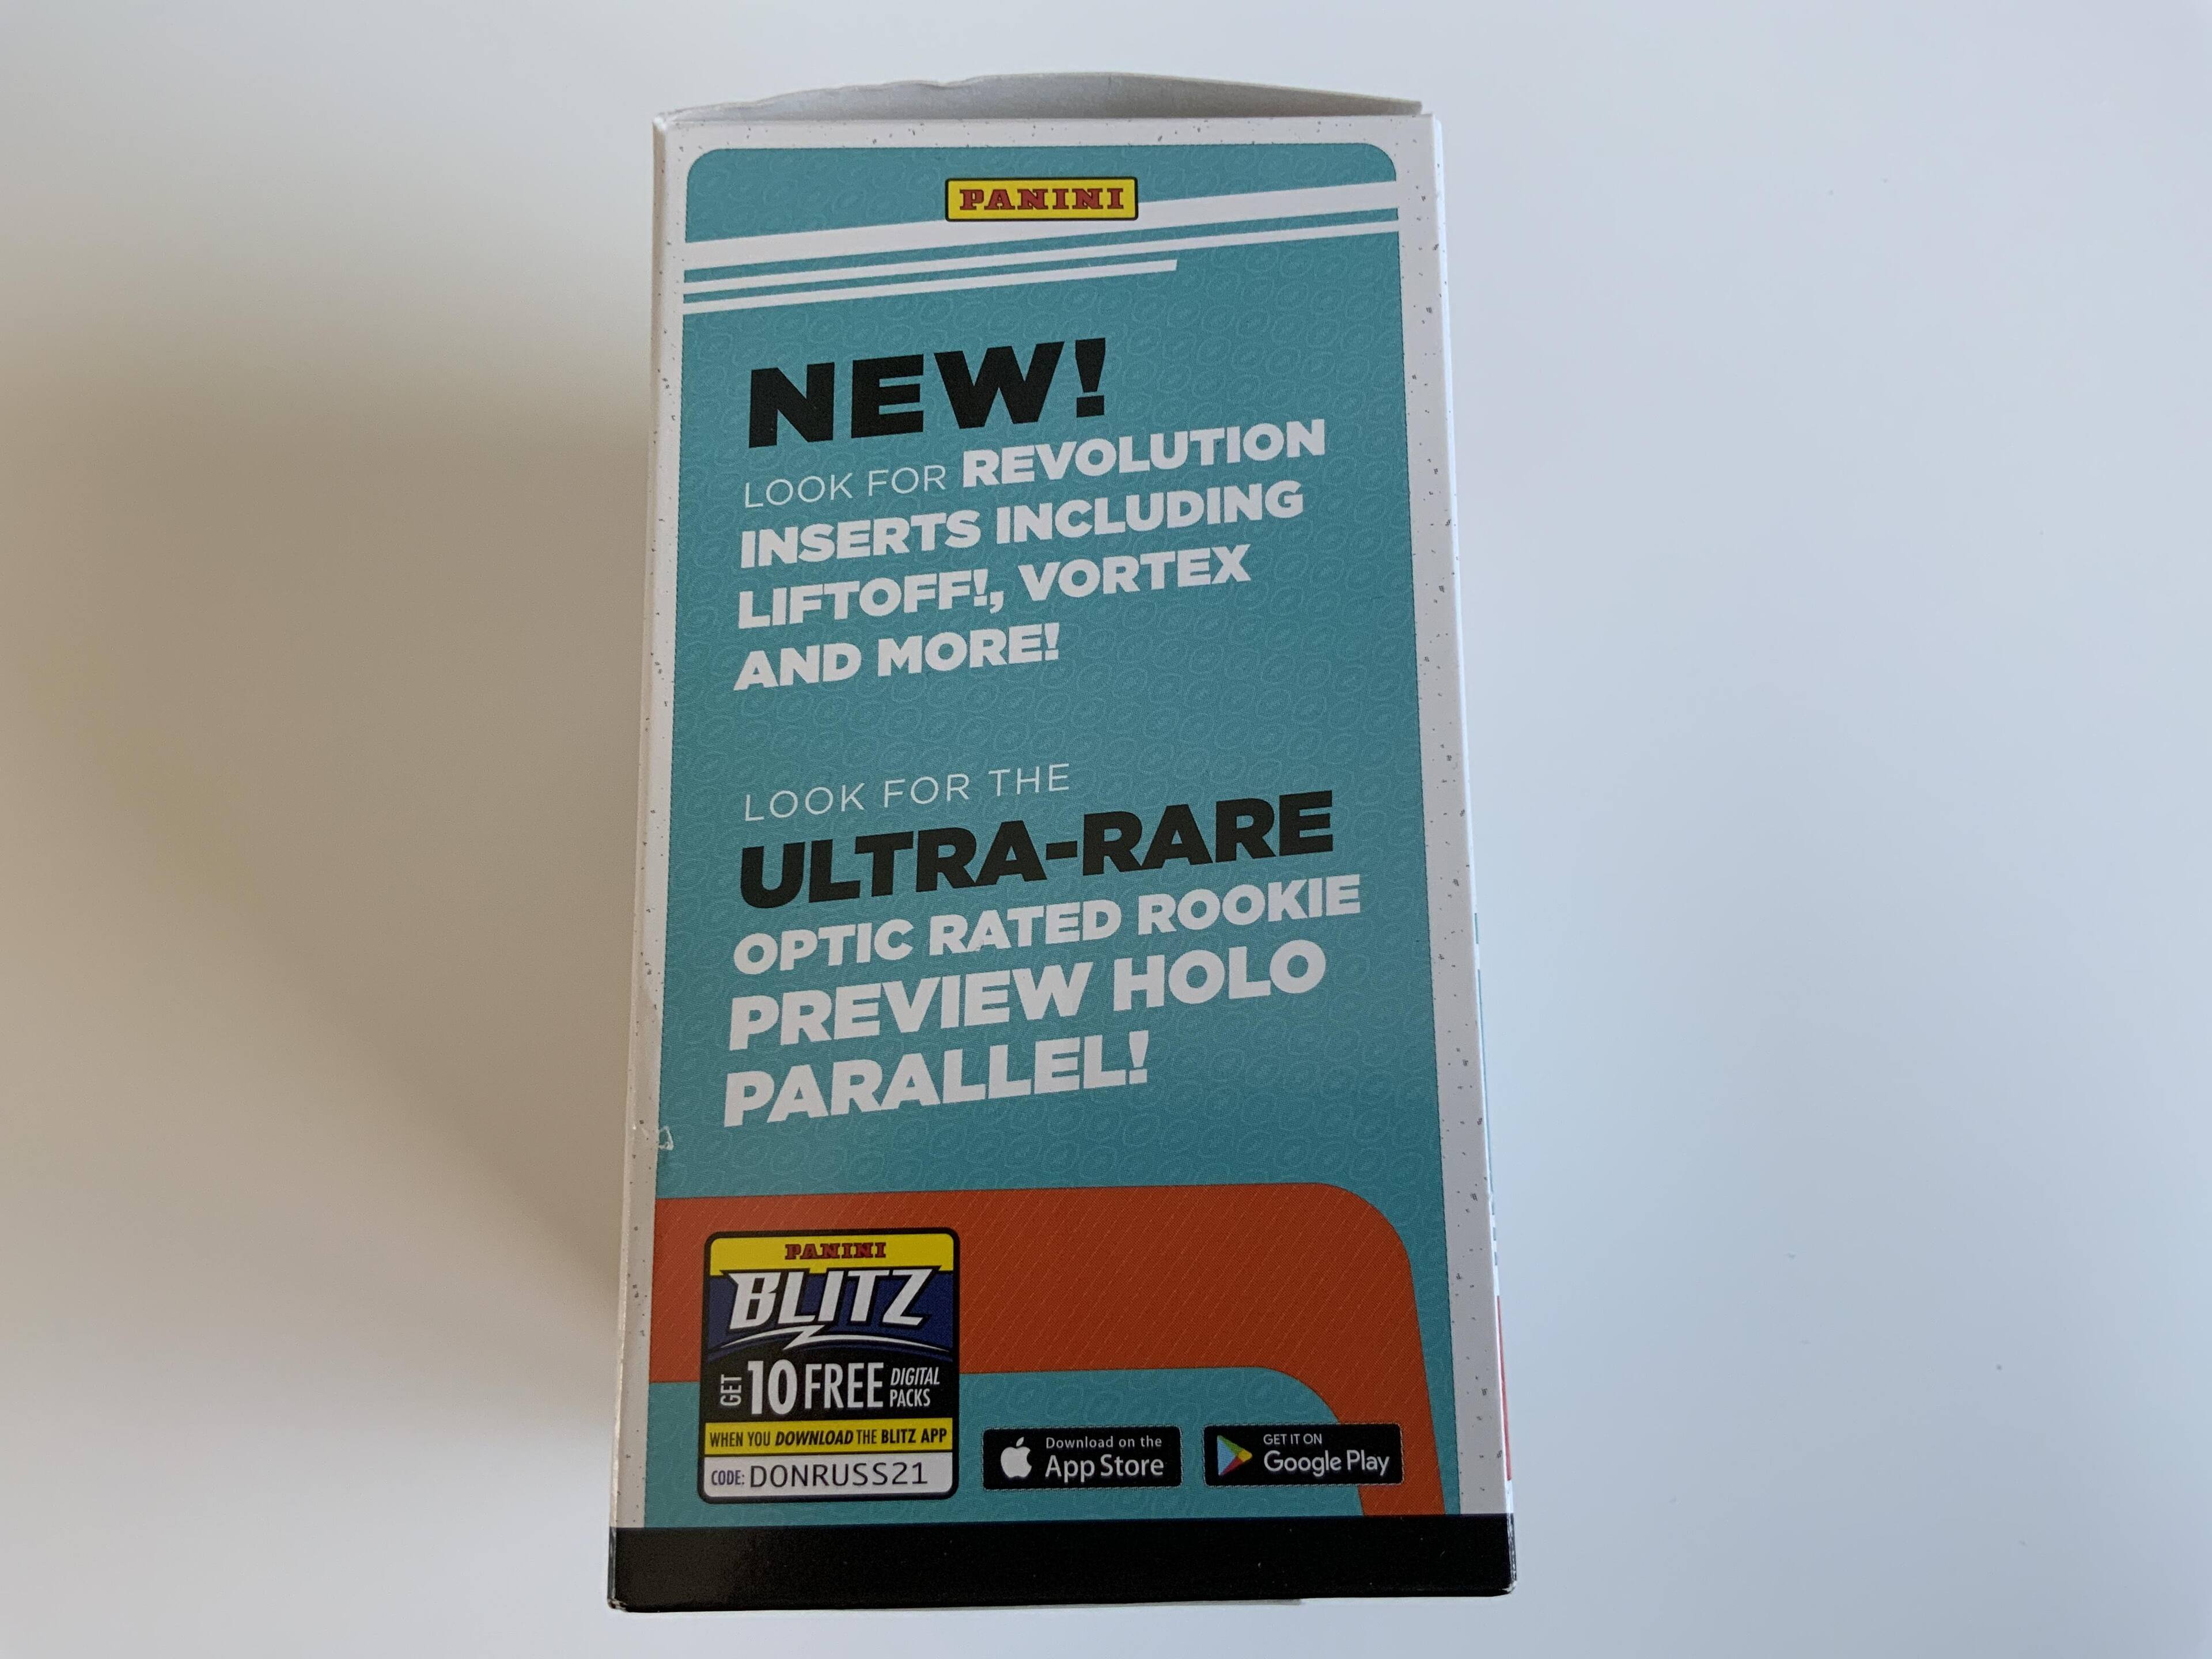 PANINI
NEW!
LOOK FOR REVOLUTION
INSERTS INCLUDING
LIFTOFF!, VORTEX
AND MORE!
LOOK FOR THE
ULTRA-RARE
OPTIC RATED ROOKIE
PREVIEW HOLO
PARALLEL!
PANINI
BLITZ
GET 10 FREE DIGITAL PACKS
WHEN YOU DOWNLOAD THE BLITZ APP
CODE: DONRUSS21
Download on the
App Store
GET IT ON
Google Play